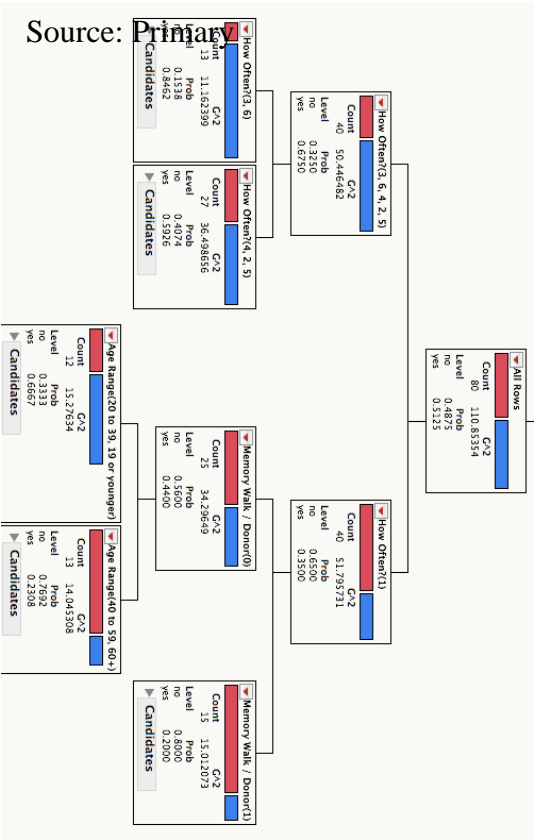 Source: Primary
All Rows
Count G^2
80 110.85354
Level Prob
no 0.4875
yes 0.5125
How Often?(3, 6, 4, 2, 5)
Count G^2
40 50.446482
Level Prob
no 0.3250
yes 0.6750
How Often?(1)
Count G^2
40 51.795731
Level Prob
no 0.6500
yes 0.3500
How Often?(3, 6)
Count G^2
13 11.162399
Level Prob
no 0.1538
yes 0.8462
Candidates
How Often?(4, 2, 5)
Count G^2
27 36.498656
Level Prob
no 0.4074
yes 0.5926
Candidates
Memory Walk / Donor(0)
Count G^2
25 34.29649
Level Prob
no 0.5600
yes 0.4400
Memory Walk / Donor(1)
Count G^2
15 15.012073
Level Prob
no 0.8000
yes 0.2000
Candidates
Age Range(20 to 39, 19 or younger)
Count G^2
12 15.27634
Level Prob
no 0.3333
yes 0.6667
Candidates
Age Range(40 to 59, 60+)
Count G^2
13 14.045308
Level Prob
no 0.7692
yes 0.2308
Candidates